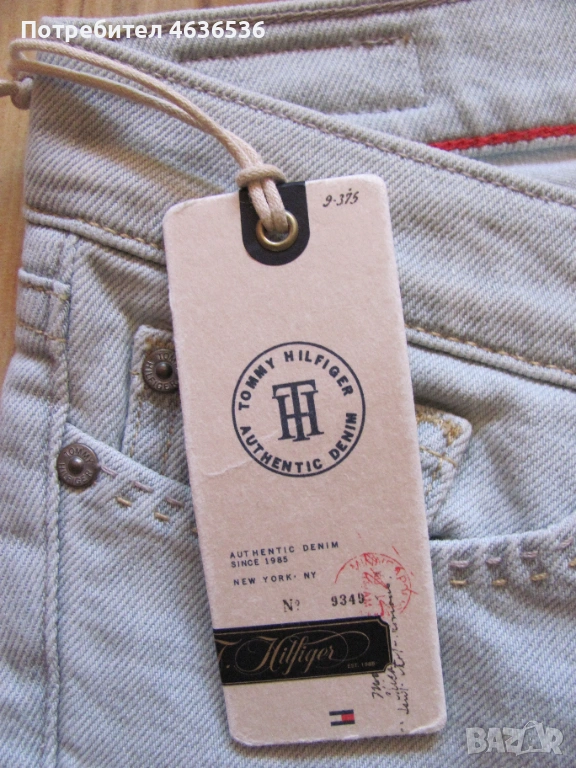 Потребител 4636536
9-375
TOMMY HILFIGER
TH
AUTHENTIC DENIM
AUTHENTIC DENIM
SINCE 1985
NEW YORK· NY
Nº 9349
T. Hilfiger
EST. 1985
BAZAR